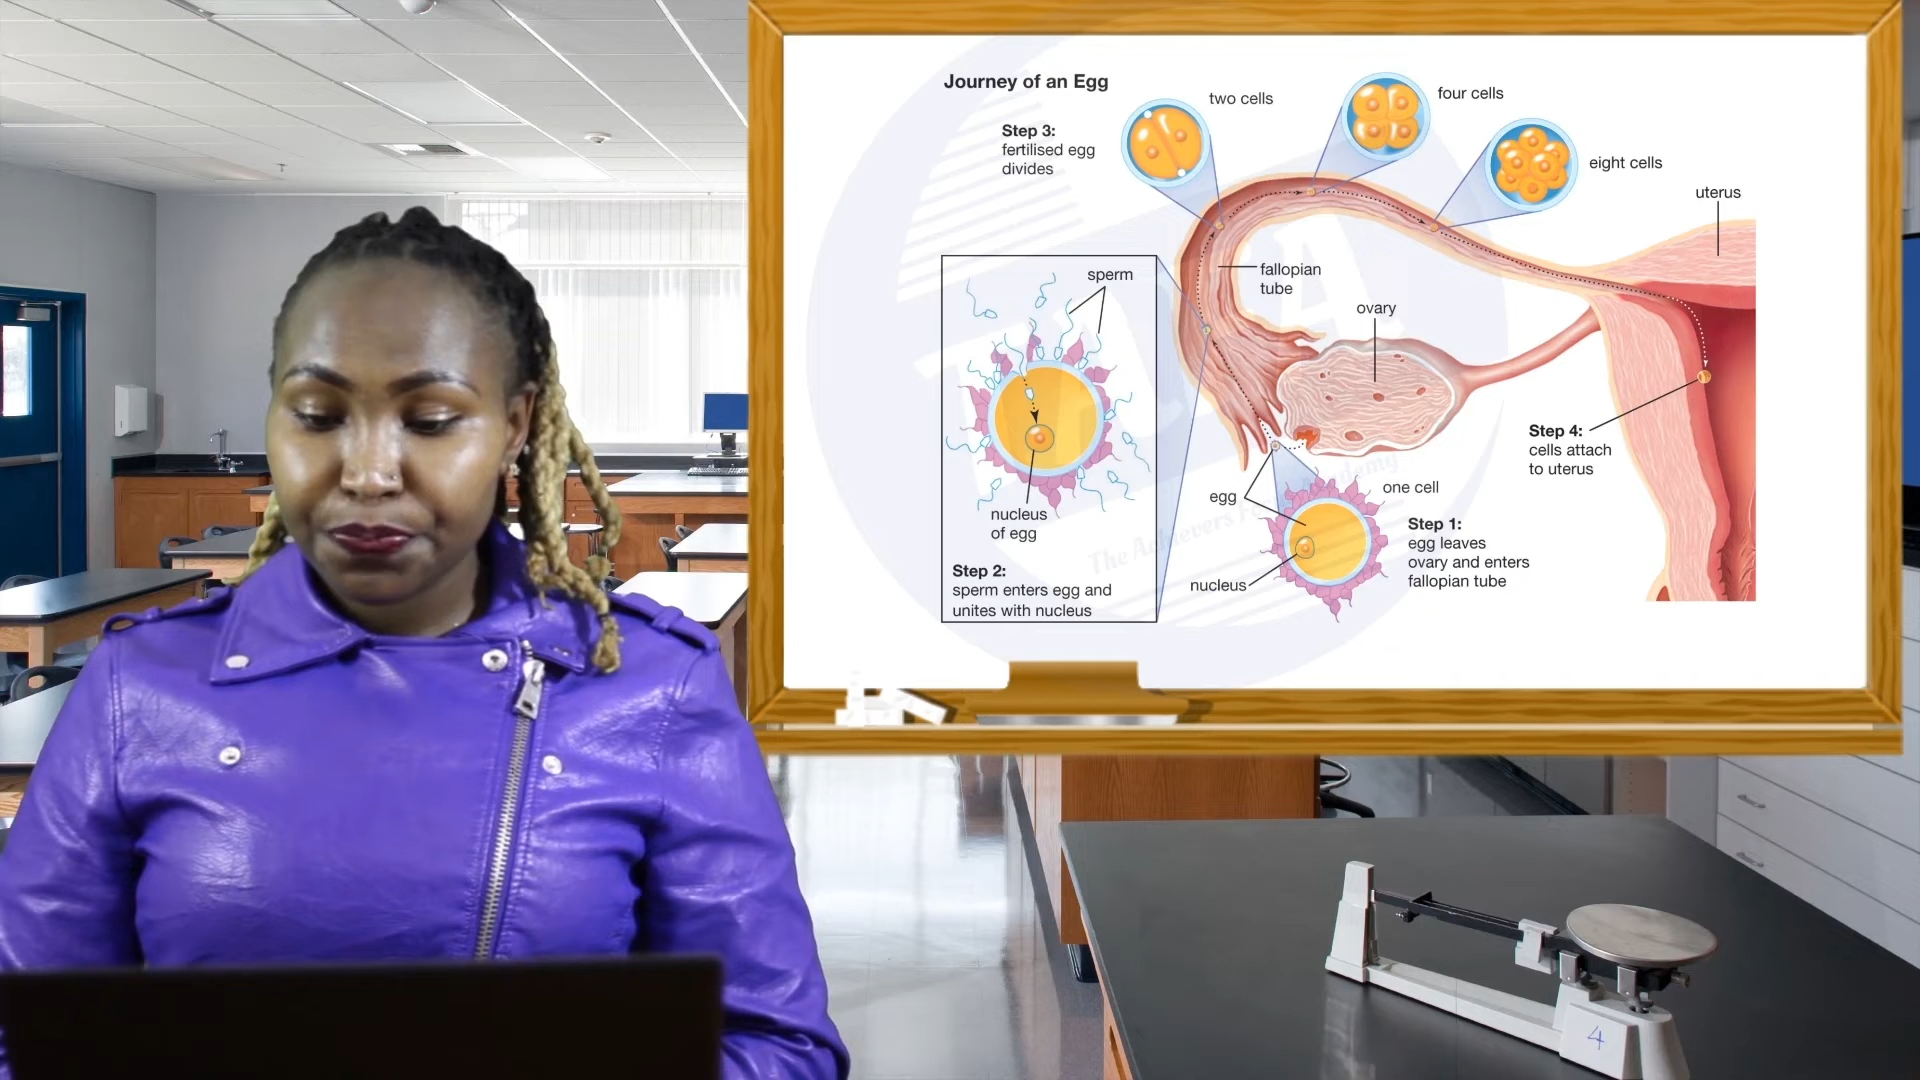 Journey of an Egg
two cells
four cells
Step 3:
fertilised egg
divides
eight cells
uterus
sperm
fallopian
tube
ovary
Step 4:
cells attach
to uterus
egg
one cell
nucleus
of egg
Step 1:
egg leaves
ovary and enters
fallopian tube
nucleus
Step 2:
sperm enters egg and
unites with nucleus
4